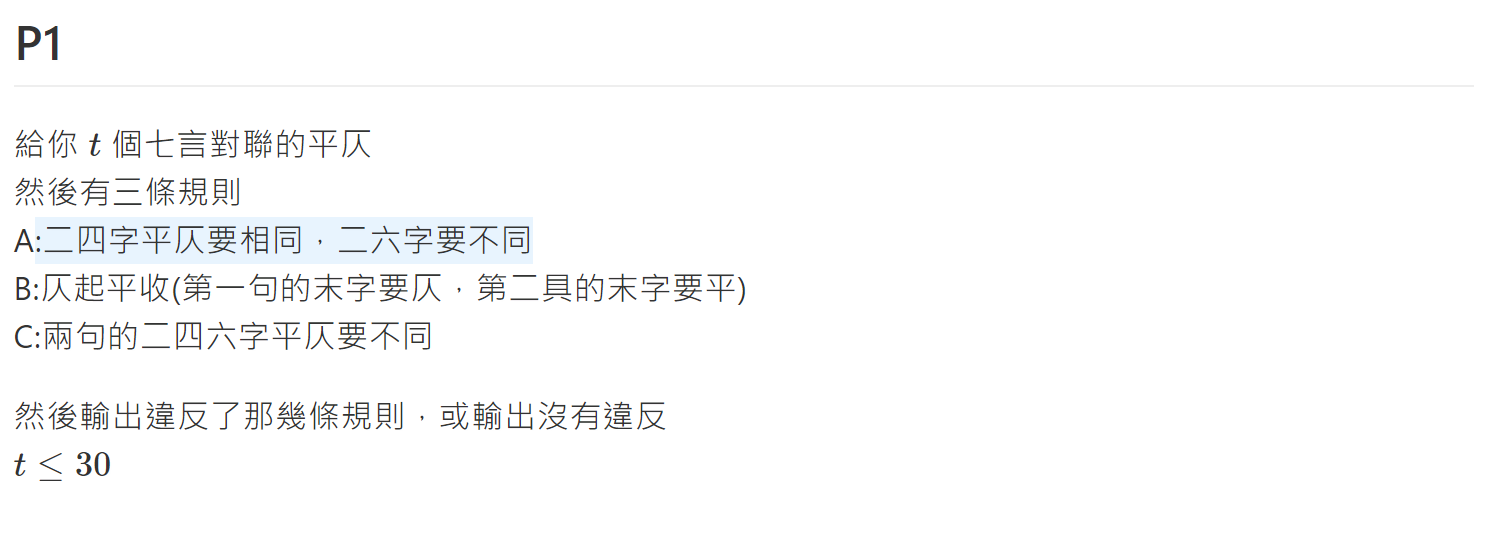 P1
給你 t 個七言對聯的平仄
然後有三條規則
A:二四字平仄要相同，二六字要不同
B:仄起平收(第一句的末字要仄，第二具的末字要平)
C:兩句的二四六字平仄要不同
然後輸出違反了那幾條規則，或輸出沒有違反
t ≤ 30